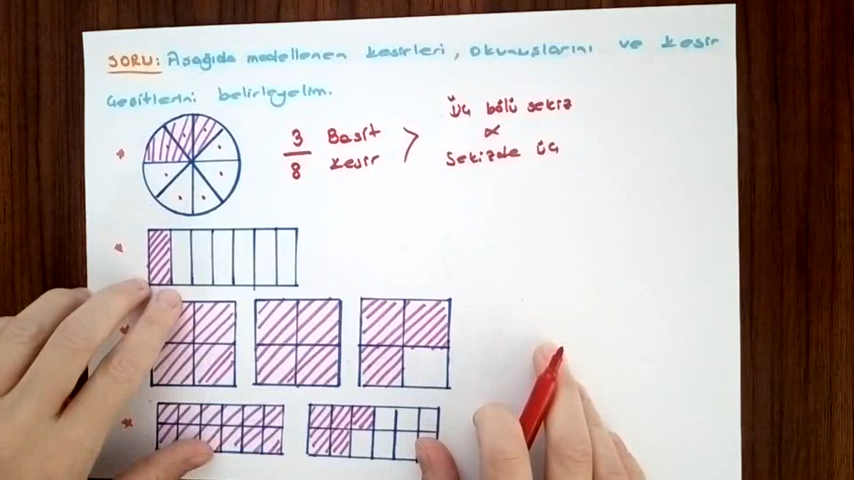 SORU: Aşağıda modellenen kesirleri, okunuşlarını ve kesir
çeşitlerini belirleyelim.
3/8 Basit kesir > üç bölü sekiz
∝
Sekizde üç